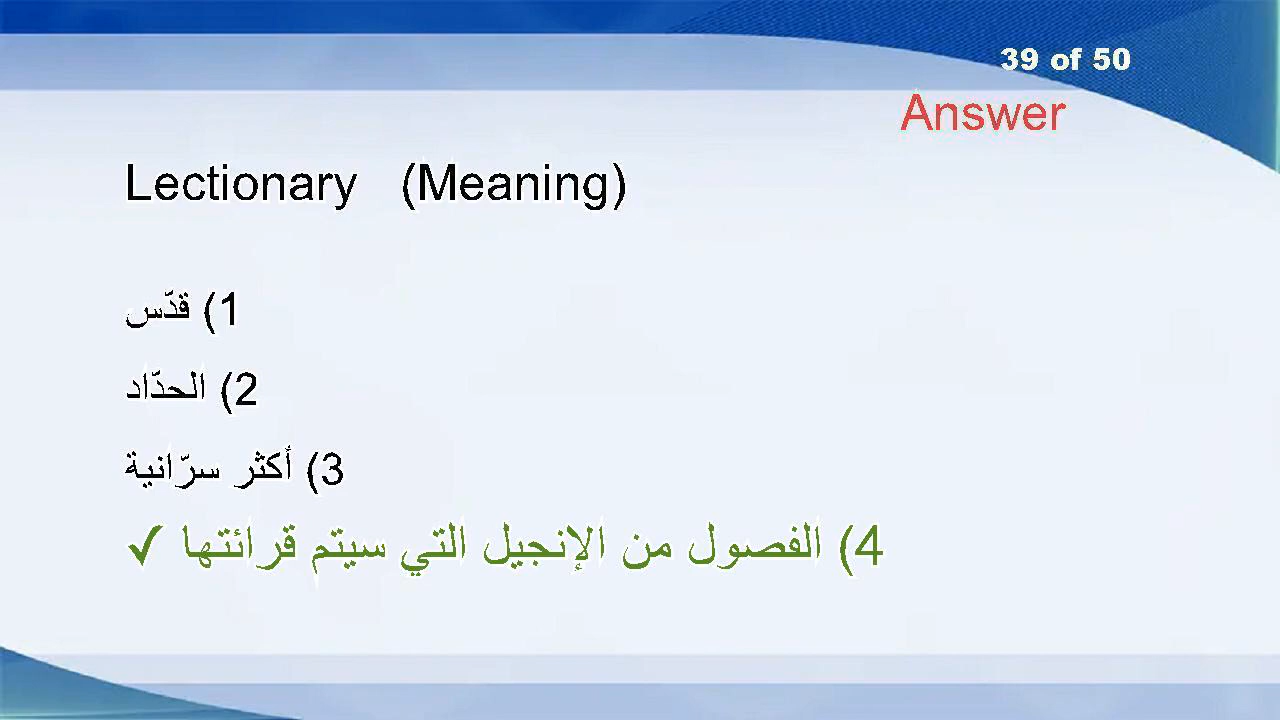 39 of 50
Answer
Lectionary (Meaning)
1) قدّس
2) الحدّاد
3) أكثر سرّانية
4) الفصول من الإنجيل التي سيتم قرائتها ✓